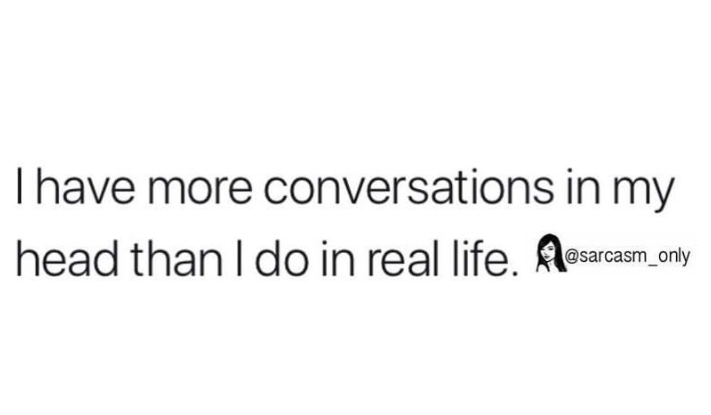 I have more conversations in my
head than I do in real life. @sarcasm_only